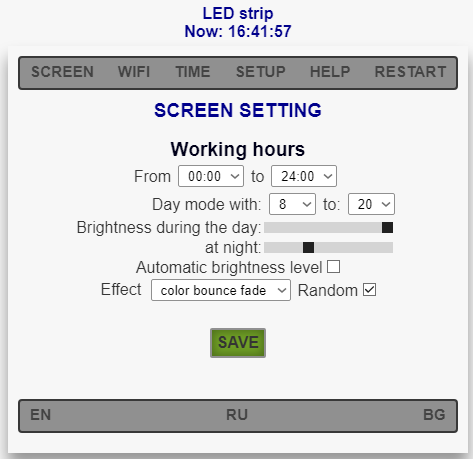 LED strip
Now: 16:41:57
SCREEN WIFI TIME SETUP HELP RESTART
SCREEN SETTING
Working hours
From 00:00 to 24:00
Day mode with: 8 to: 20
Brightness during the day:
at night:
Automatic brightness level
Effect color bounce fade Random
SAVE
EN RU BG